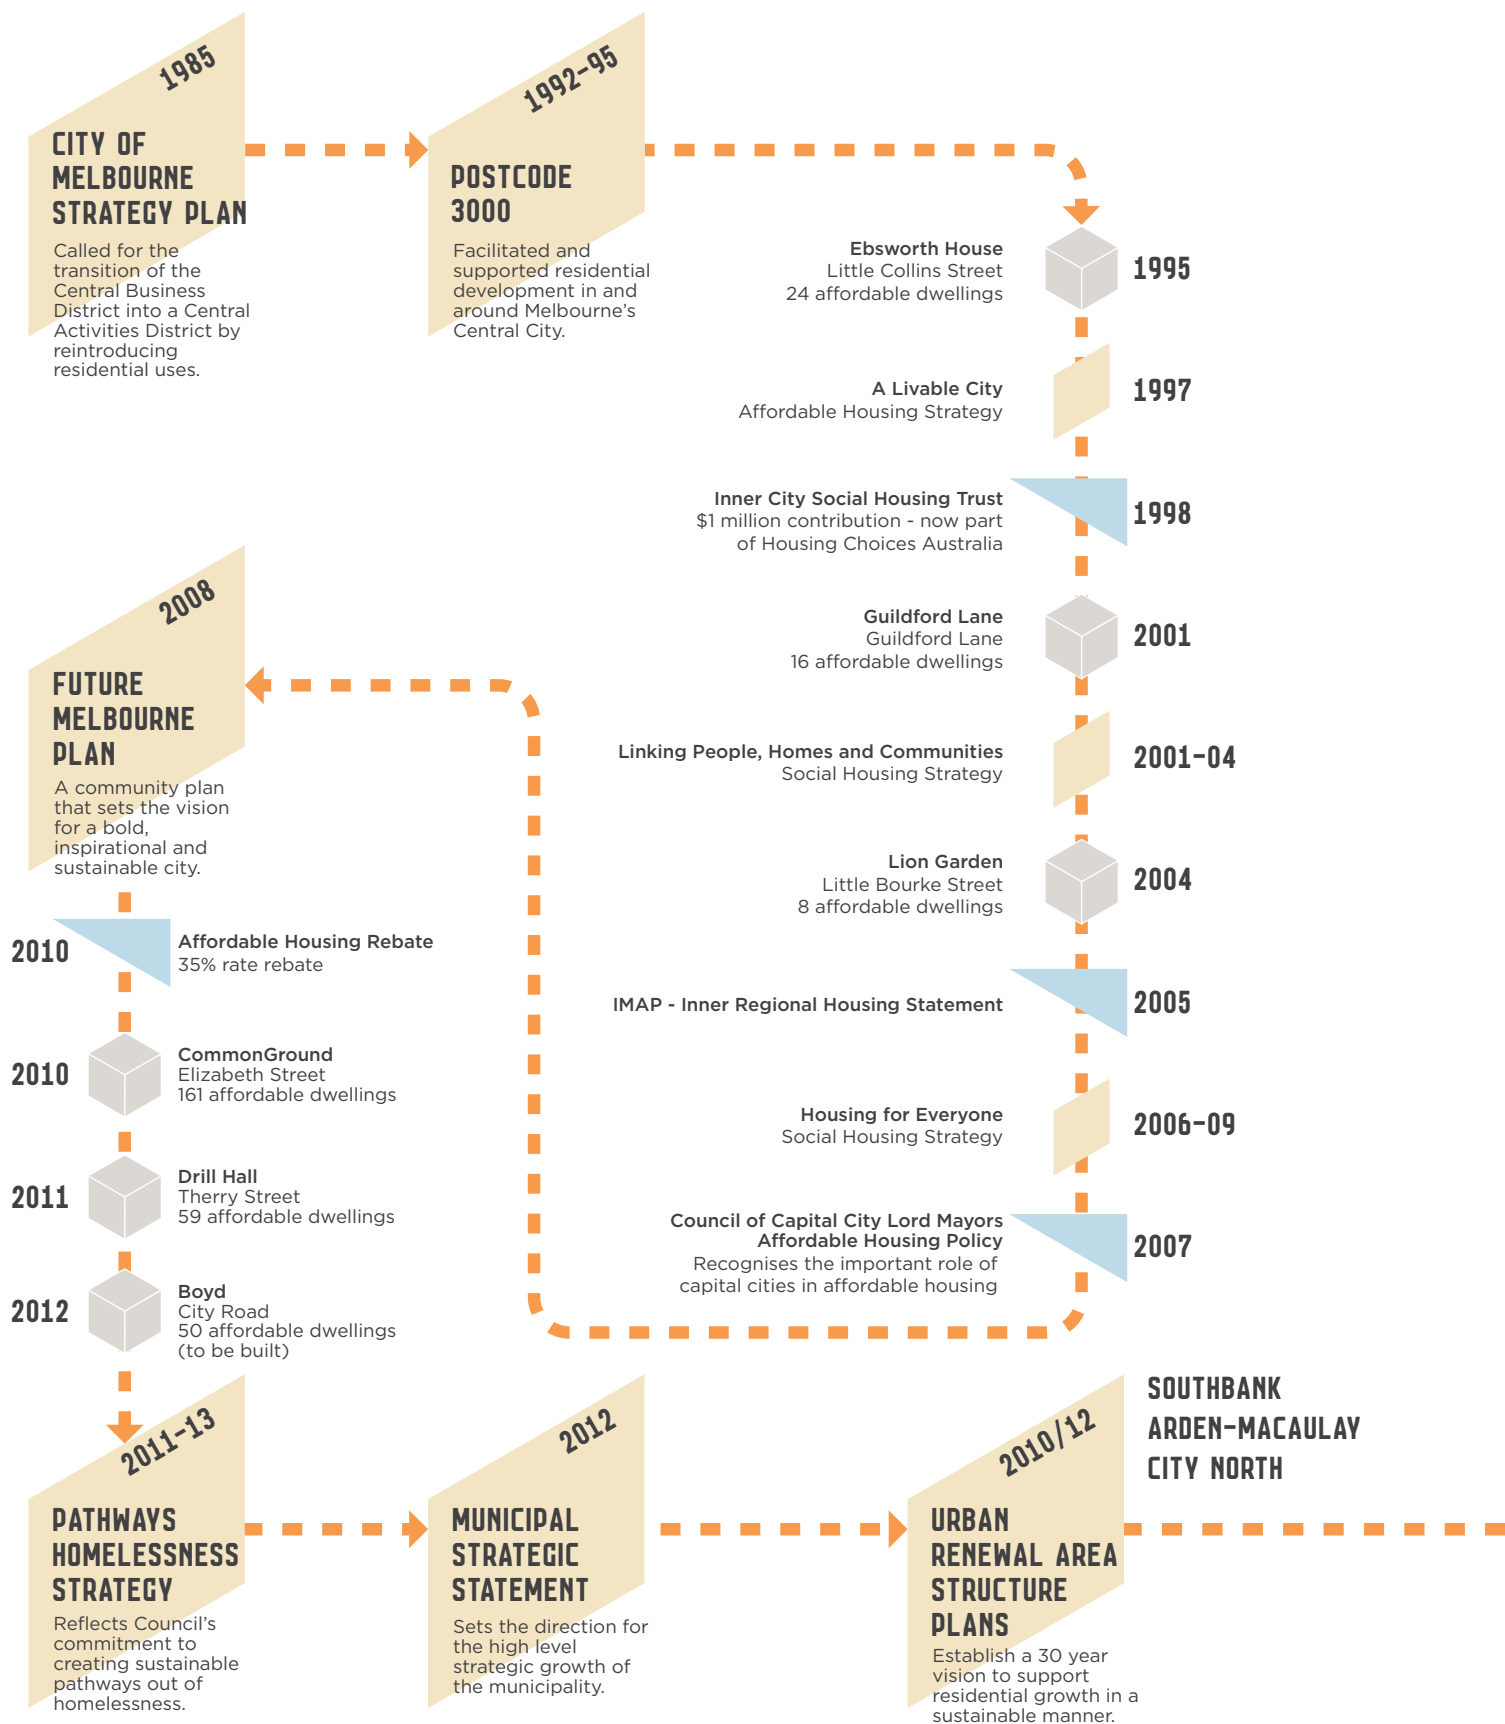 1985
CITY OF
MELBOURNE
STRATEGY PLAN
Called for the
transition of the
Central Business
District into a Central
Activities District by
reintroducing
residential uses.
1992-95
POSTCODE
3000
Facilitated and
supported residential
development in and
around Melbourne's
Central City.
Ebsworth House
Little Collins Street
24 affordable dwellings
1995
A Livable City
Affordable Housing Strategy
1997
Inner City Social Housing Trust
$1 million contribution - now part
of Housing Choices Australia
1998
Guildford Lane
Guildford Lane
16 affordable dwellings
2001
Linking People, Homes and Communities
Social Housing Strategy
2001-04
Lion Garden
Little Bourke Street
8 affordable dwellings
2004
IMAP - Inner Regional Housing Statement
2005
Housing for Everyone
Social Housing Strategy
2006-09
Council of Capital City Lord Mayors
Affordable Housing Policy
Recognises the important role of
capital cities in affordable housing
2007
2008
FUTURE
MELBOURNE
PLAN
A community plan
that sets the vision
for a bold,
inspirational and
sustainable city.
2010
Affordable Housing Rebate
35% rate rebate
2010
CommonGround
Elizabeth Street
161 affordable dwellings
2011
Drill Hall
Therry Street
59 affordable dwellings
2012
Boyd
City Road
50 affordable dwellings
(to be built)
2011-13
PATHWAYS
HOMELESSNESS
STRATEGY
Reflects Council's
commitment to
creating sustainable
pathways out of
homelessness.
2012
MUNICIPAL
STRATEGIC
STATEMENT
Sets the direction for
the high level
strategic growth of
the municipality.
2010/12
URBAN
RENEWAL AREA
STRUCTURE
PLANS
Establish a 30 year
vision to support
residential growth in a
sustainable manner.
SOUTHBANK
ARDEN-MACAULAY
CITY NORTH